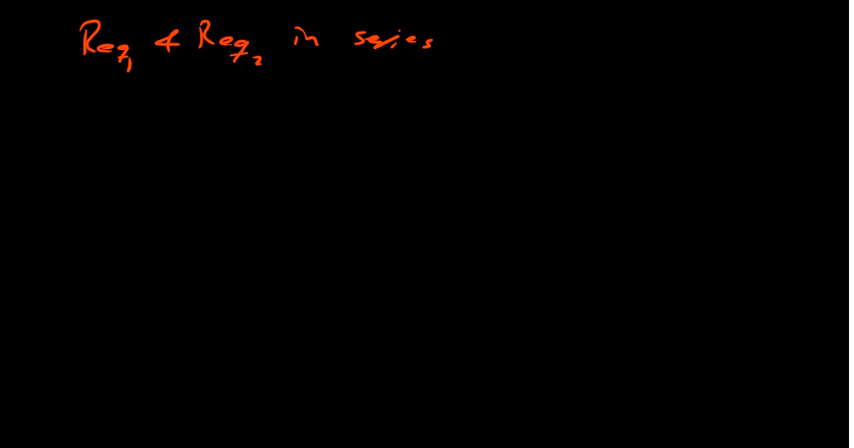 Req₁ & Req₂ in series